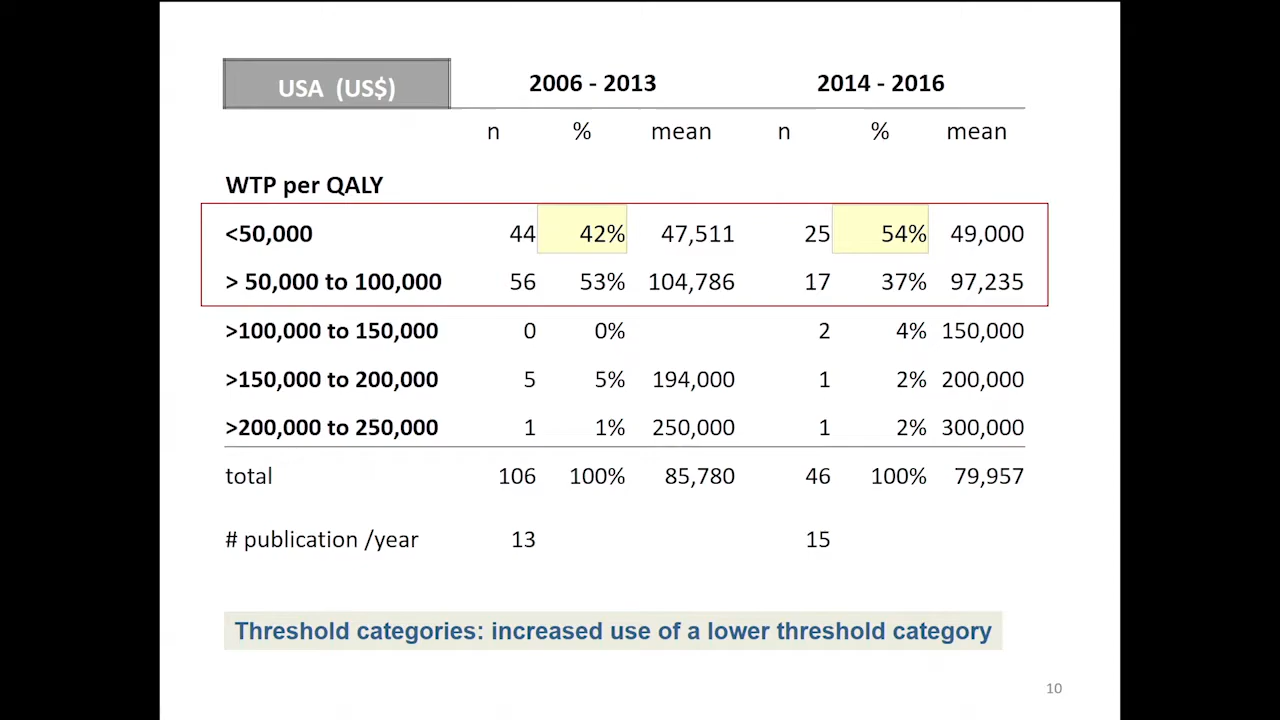 USA (US$) 2006 - 2013 2014 - 2016
n % mean n % mean
WTP per QALY
<50,000 44 42% 47,511 25 54% 49,000
> 50,000 to 100,000 56 53% 104,786 17 37% 97,235
>100,000 to 150,000 0 0% 2 4% 150,000
>150,000 to 200,000 5 5% 194,000 1 2% 200,000
>200,000 to 250,000 1 1% 250,000 1 2% 300,000
total 106 100% 85,780 46 100% 79,957
# publication /year 13 15
Threshold categories: increased use of a lower threshold category
10